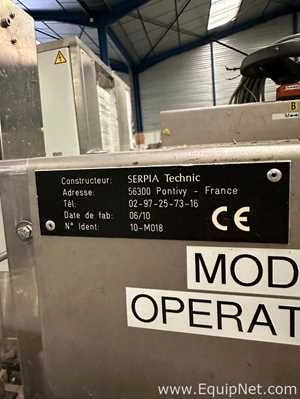 Constructeur: SERPIA Technic
Adresse: 56300 Pontivy - France
Tél: 02-97-25-73-16
Date de fab: 06/10
N° Ident: 10-M018
CE
MOD
OPERAT
www.EquipNet.com